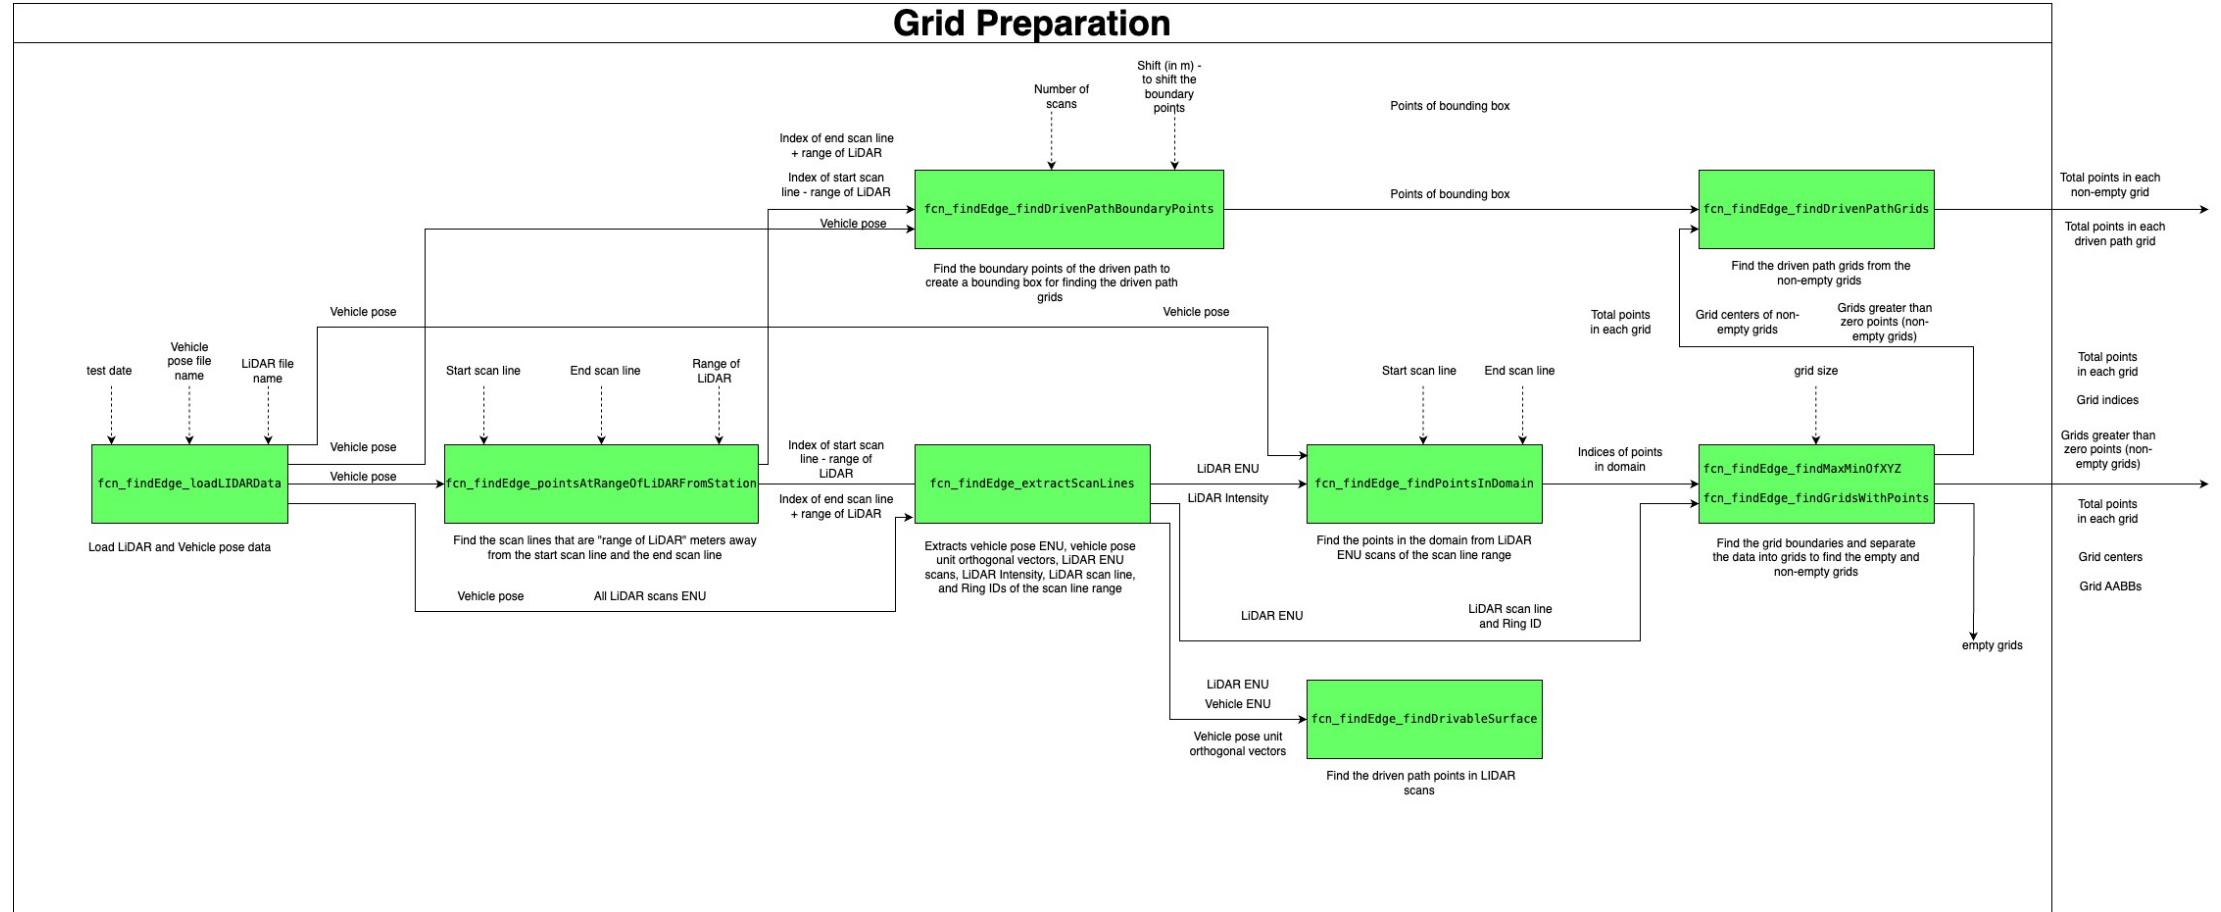 Grid Preparation
Shift (in m) -
to shift the
boundary
points
Number of
scans
Points of bounding box
Index of end scan line
+ range of LiDAR
Index of start scan
line - range of LiDAR
Vehicle pose
fcn_findEdge_findDrivenPathBoundaryPoints
Points of bounding box
fcn_findEdge_findDrivenPathGrids
Total points in each
non-empty grid
Total points in each
driven path grid
Find the boundary points of the driven path to
create a bounding box for finding the driven path
grids
Find the driven path grids from the
non-empty grids
Vehicle pose
Vehicle pose
Total points
in each grid
Grid centers of non-
empty grids
Grids greater than
zero points (non-
empty grids)
test date
Vehicle
pose file
name
LiDAR file
name
Start scan line
End scan line
Range of
LiDAR
Start scan line
End scan line
grid size
Total points
in each grid
Grid indices
Grids greater than
zero points (non-
empty grids)
Vehicle pose
Vehicle pose
Index of start scan
line - range of
LiDAR
Index of end scan line
+ range of LiDAR
LiDAR ENU
LiDAR Intensity
Indices of points
in domain
fcn_findEdge_loadLIDARData
fcn_findEdge_pointsAtRangeOfLiDARFromStation
fcn_findEdge_extractScanLines
fcn_findEdge_findPointsInDomain
fcn_findEdge_findMaxMinOfXYZ
fcn_findEdge_findGridsWithPoints
Total points
in each grid
Grid centers
Grid AABBs
Load LiDAR and Vehicle pose data
Find the scan lines that are "range of LiDAR" meters away
from the start scan line and the end scan line
Extracts vehicle pose ENU, vehicle pose
unit orthogonal vectors, LiDAR ENU
scans, LiDAR Intensity, LiDAR scan line,
and Ring IDs of the scan line range
Find the points in the domain from LiDAR
ENU scans of the scan line range
Find the grid boundaries and separate
the data into grids to find the empty and
non-empty grids
Vehicle pose
All LiDAR scans ENU
LiDAR ENU
LiDAR scan line
and Ring ID
empty grids
LiDAR ENU
Vehicle ENU
Vehicle pose unit
orthogonal vectors
fcn_findEdge_findDrivableSurface
Find the driven path points in LIDAR
scans